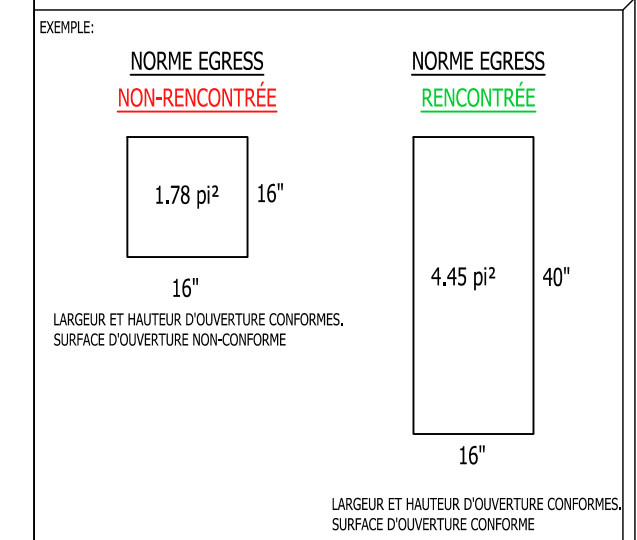 EXEMPLE:
NORME EGRESS
NON-RENCONTRÉE
1.78 pi²
16"
16"
LARGEUR ET HAUTEUR D'OUVERTURE CONFORMES.
SURFACE D'OUVERTURE NON-CONFORME
NORME EGRESS
RENCONTRÉE
4.45 pi²
40"
16"
LARGEUR ET HAUTEUR D'OUVERTURE CONFORMES.
SURFACE D'OUVERTURE CONFORME